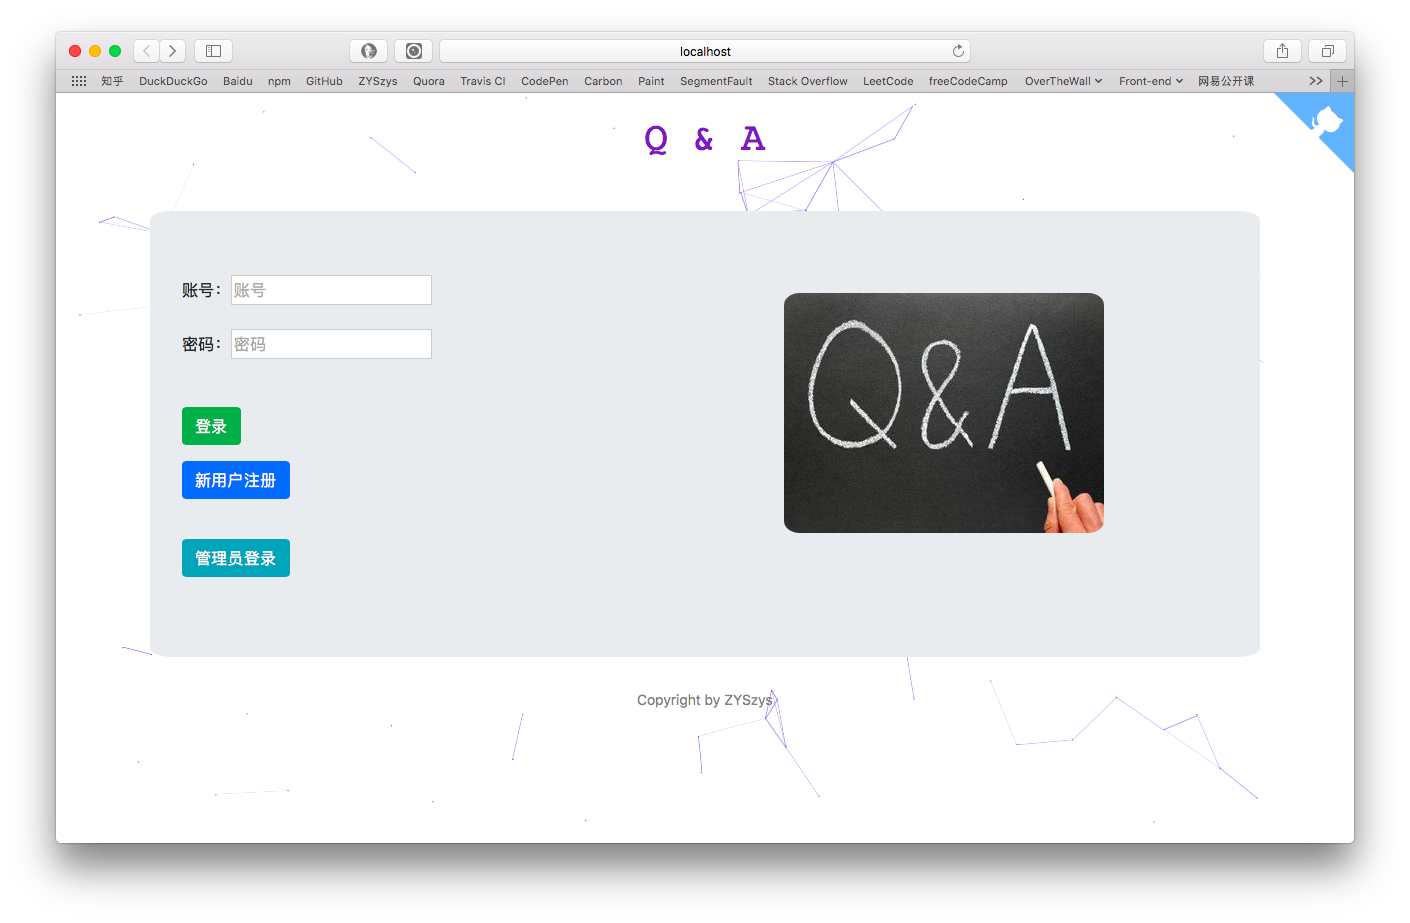 localhost
知乎 DuckDuckGo Baidu npm GitHub ZYSzys Quora Travis CI CodePen Carbon Paint SegmentFault Stack Overflow LeetCode freeCodeCamp OverTheWall Front-end 网易公开课
Q & A
账号： 账号
密码： 密码
登录
新用户注册
管理员登录
Q&A
Copyright by ZYSzys